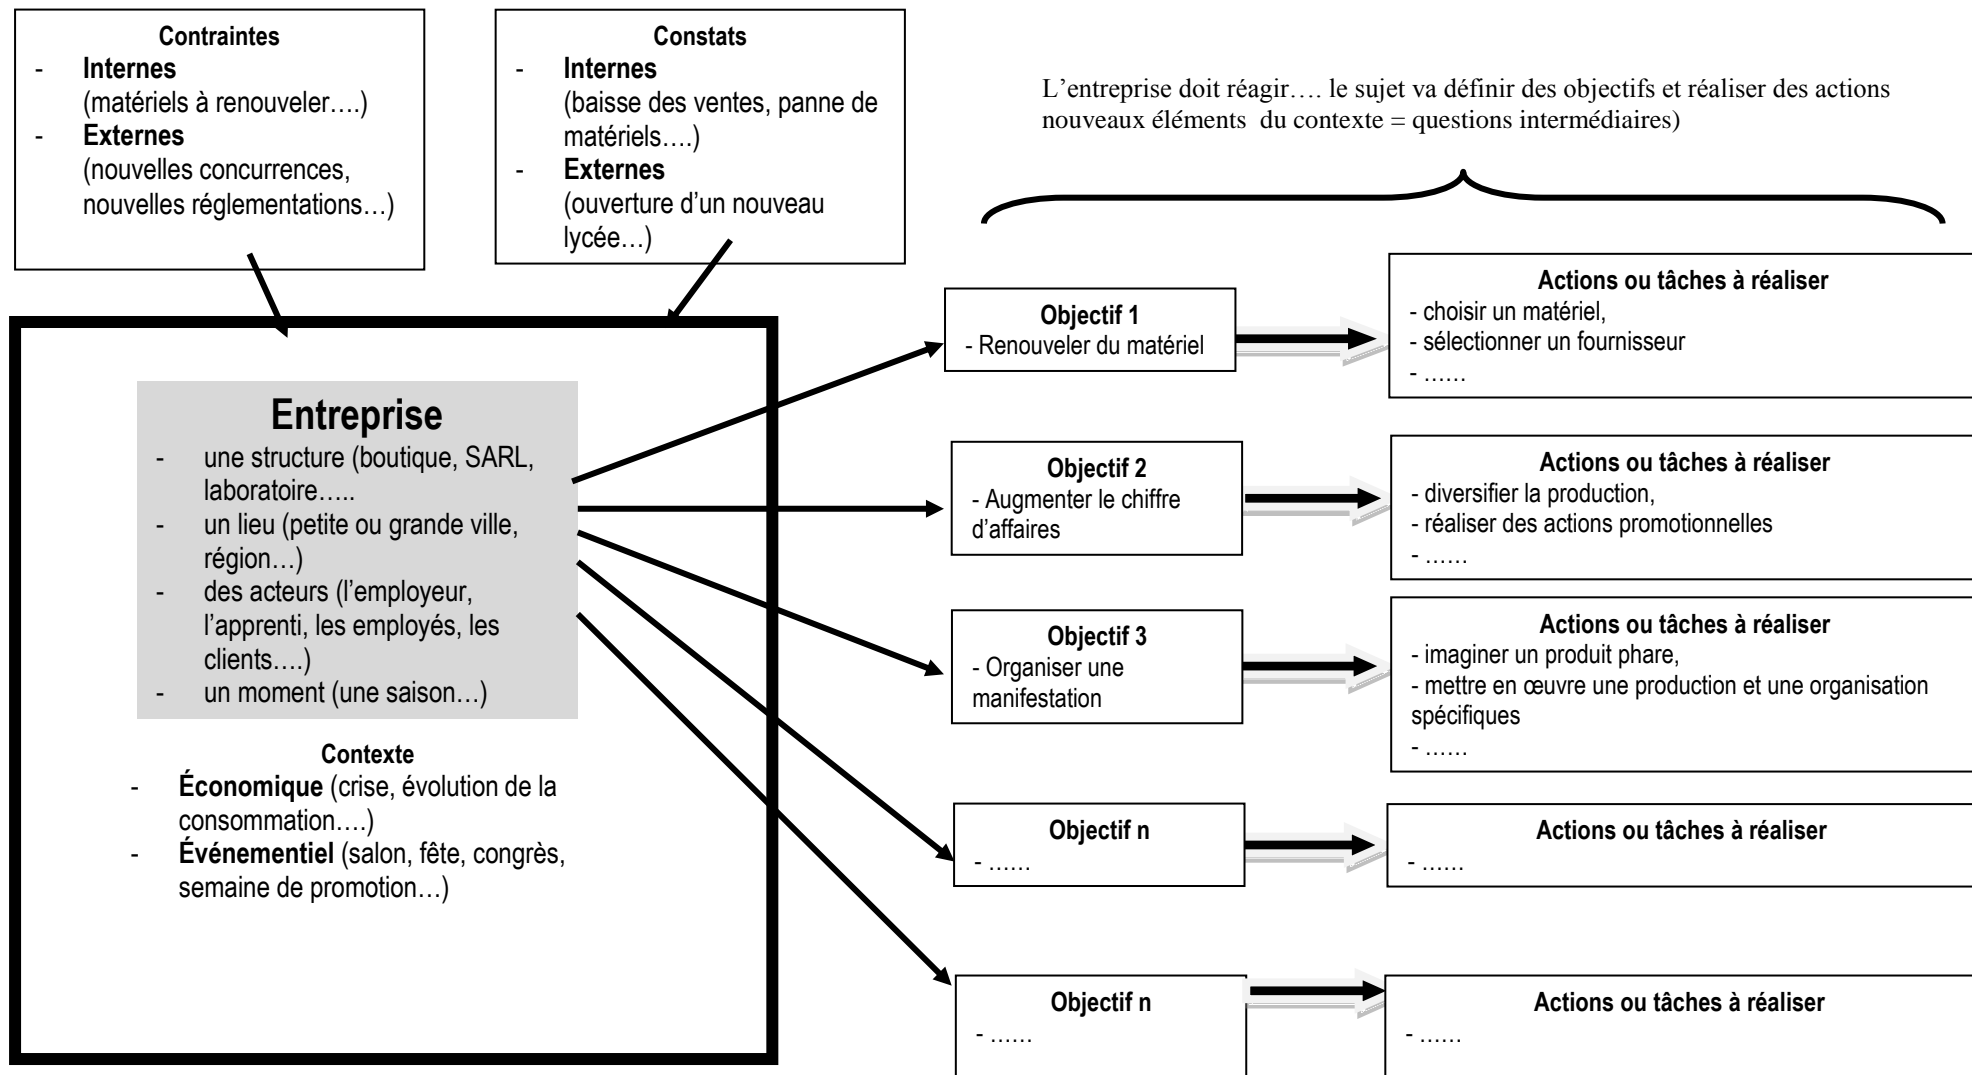 Contraintes
- Internes
(matériels à renouveler….)
- Externes
(nouvelles concurrences,
nouvelles réglementations…)
Constats
- Internes
(baisse des ventes, panne de
matériels….)
- Externes
(ouverture d’un nouveau
lycée…)
L’entreprise doit réagir…. le sujet va définir des objectifs et réaliser des actions
nouveaux éléments du contexte = questions intermédiaires)
Entreprise
- une structure (boutique, SARL,
laboratoire…..
- un lieu (petite ou grande ville,
région…)
- des acteurs (l’employeur,
l’apprenti, les employés, les
clients….)
- un moment (une saison…)
Contexte
- Économique (crise, évolution de la
consommation….)
- Événementiel (salon, fête, congrès,
semaine de promotion…)
Objectif 1
- Renouveler du matériel
Actions ou tâches à réaliser
- choisir un matériel,
- sélectionner un fournisseur
- ……
Objectif 2
- Augmenter le chiffre
d’affaires
Actions ou tâches à réaliser
- diversifier la production,
- réaliser des actions promotionnelles
- ……
Objectif 3
- Organiser une
manifestation
Actions ou tâches à réaliser
- imaginer un produit phare,
- mettre en œuvre une production et une organisation
spécifiques
- ……
Objectif n
- ……
Actions ou tâches à réaliser
- ……
Objectif n
- ……
Actions ou tâches à réaliser
- ……